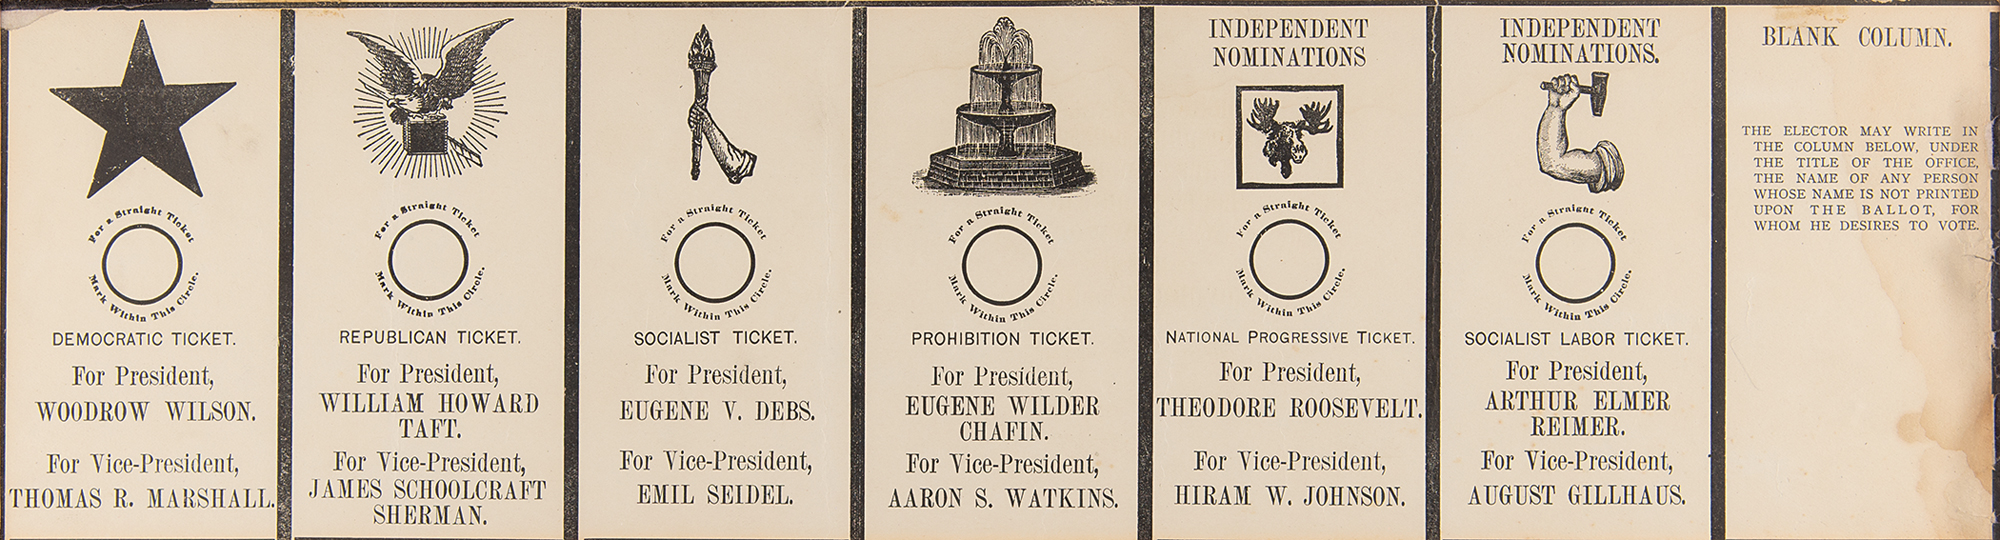 For a Straight Ticket
Mark Within This Circle.
DEMOCRATIC TICKET.
For President,
WOODROW WILSON.
For Vice-President,
THOMAS R. MARSHALL.
For a Straight Ticket
Mark Within This Circle.
REPUBLICAN TICKET.
For President,
WILLIAM HOWARD
TAFT.
For Vice-President,
JAMES SCHOOLCRAFT
SHERMAN.
For a Straight Ticket
Mark Within This Circle.
SOCIALIST TICKET.
For President,
EUGENE V. DEBS.
For Vice-President,
EMIL SEIDEL.
For a Straight Ticket
Mark Within This Circle.
PROHIBITION TICKET.
For President,
EUGENE WILDER
CHAFIN.
For Vice-President,
AARON S. WATKINS.
INDEPENDENT
NOMINATIONS
For a Straight Ticket
Mark Within This Circle.
NATIONAL PROGRESSIVE TICKET.
For President,
THEODORE ROOSEVELT.
For Vice-President,
HIRAM W. JOHNSON.
INDEPENDENT
NOMINATIONS.
For a Straight Ticket
Mark Within This Circle.
SOCIALIST LABOR TICKET.
For President,
ARTHUR ELMER
REIMER.
For Vice-President,
AUGUST GILLHAUS.
BLANK COLUMN.
THE ELECTOR MAY WRITE IN
THE COLUMN BELOW, UNDER
THE TITLE OF THE OFFICE,
THE NAME OF ANY PERSON
WHOSE NAME IS NOT PRINTED
UPON THE BALLOT, FOR
WHOM HE DESIRES TO VOTE.